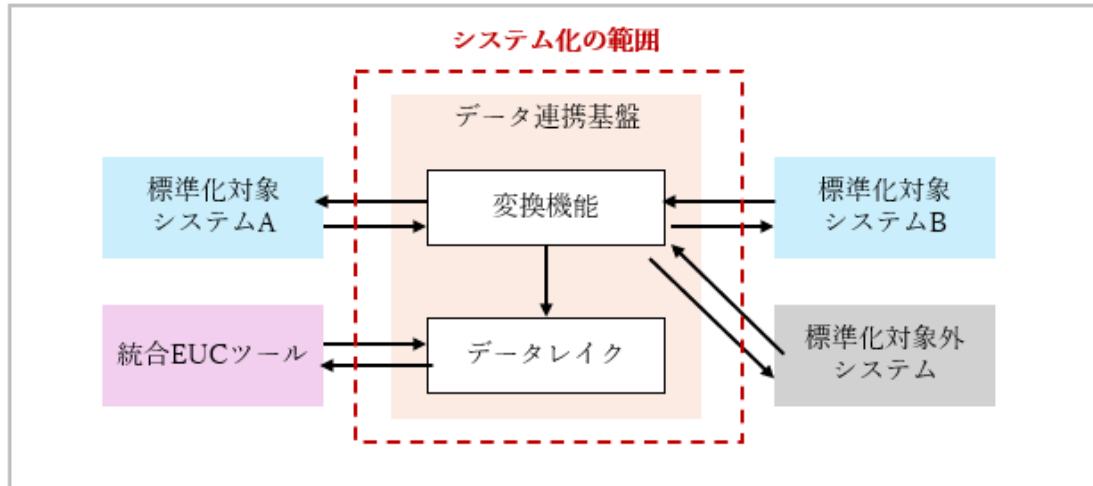 システム化の範囲
データ連携基盤
標準化対象
システムA
変換機能
標準化対象
システムB
統合EUCツール
データレイク
標準化対象外
システム